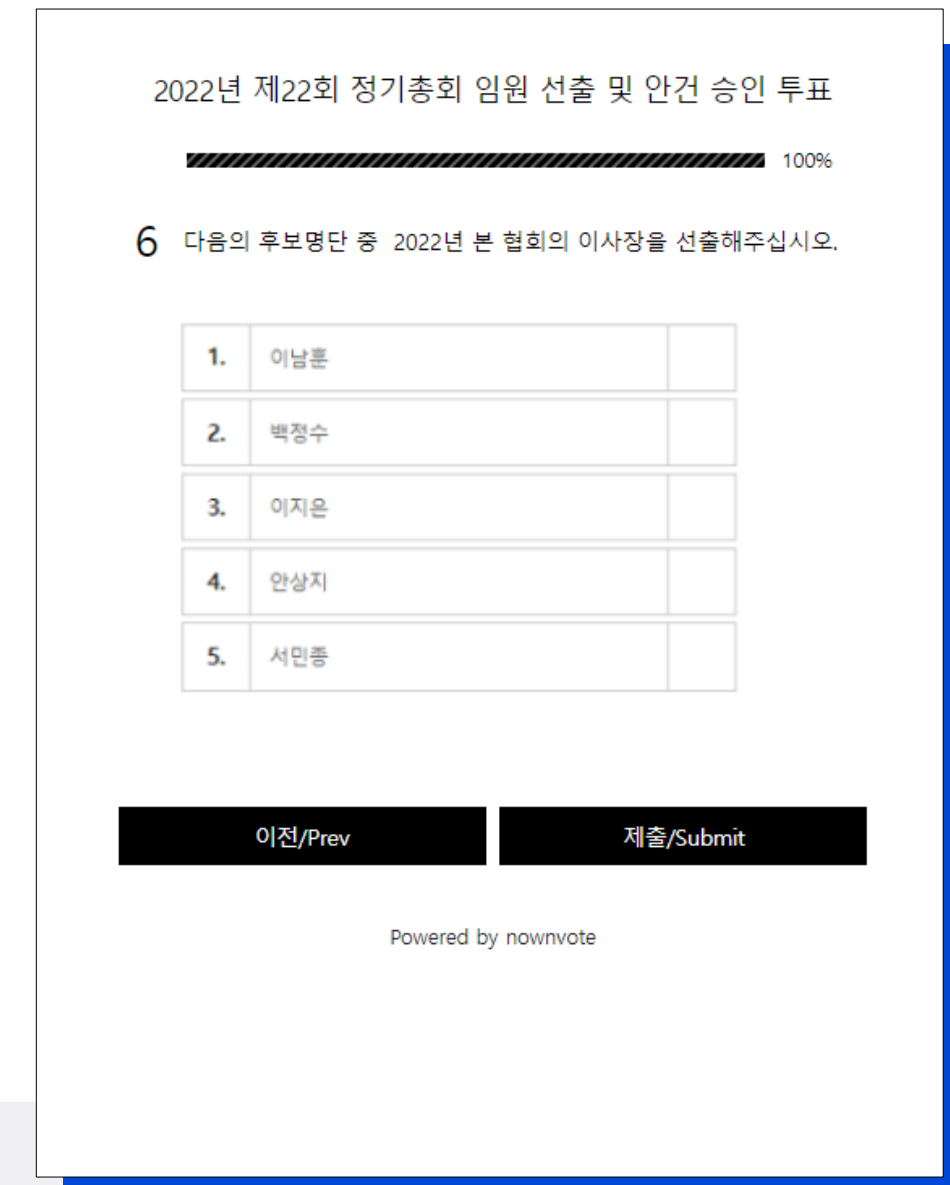 2022년 제22회 정기총회 임원 선출 및 안건 승인 투표
100%
6 다음의 후보명단 중 2022년 본 협회의 이사장을 선출해주십시오.
1. 이남훈
2. 백정수
3. 이지은
4. 안상지
5. 서민종
이전/Prev 제출/Submit
Powered by nownvote